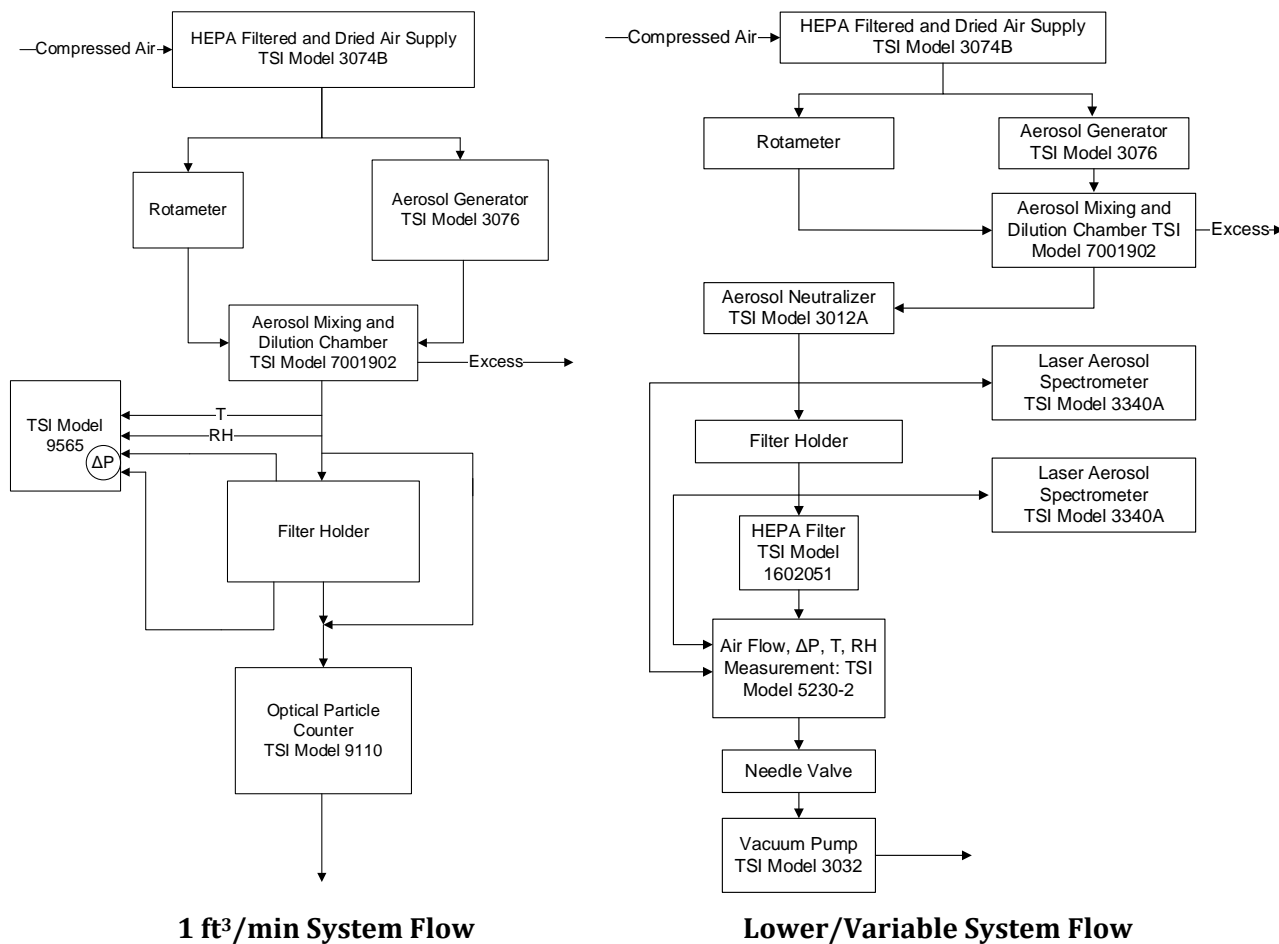 Compressed Air
HEPA Filtered and Dried Air Supply
TSI Model 3074B
Rotameter
Aerosol Generator
TSI Model 3076
Aerosol Mixing and
Dilution Chamber
TSI Model 7001902
Excess
TSI Model
9565
T
RH
ΔP
Filter Holder
Optical Particle
Counter
TSI Model 9110
1 ft³/min System Flow
Compressed Air
HEPA Filtered and Dried Air Supply
TSI Model 3074B
Rotameter
Aerosol Generator
TSI Model 3076
Aerosol Mixing and
Dilution Chamber TSI
Model 7001902
Excess
Aerosol Neutralizer
TSI Model 3012A
Laser Aerosol
Spectrometer
TSI Model 3340A
Filter Holder
Laser Aerosol
Spectrometer
TSI Model 3340A
HEPA Filter
TSI Model
1602051
Air Flow, ΔP, T, RH
Measurement: TSI
Model 5230-2
Needle Valve
Vacuum Pump
TSI Model 3032
Lower/Variable System Flow